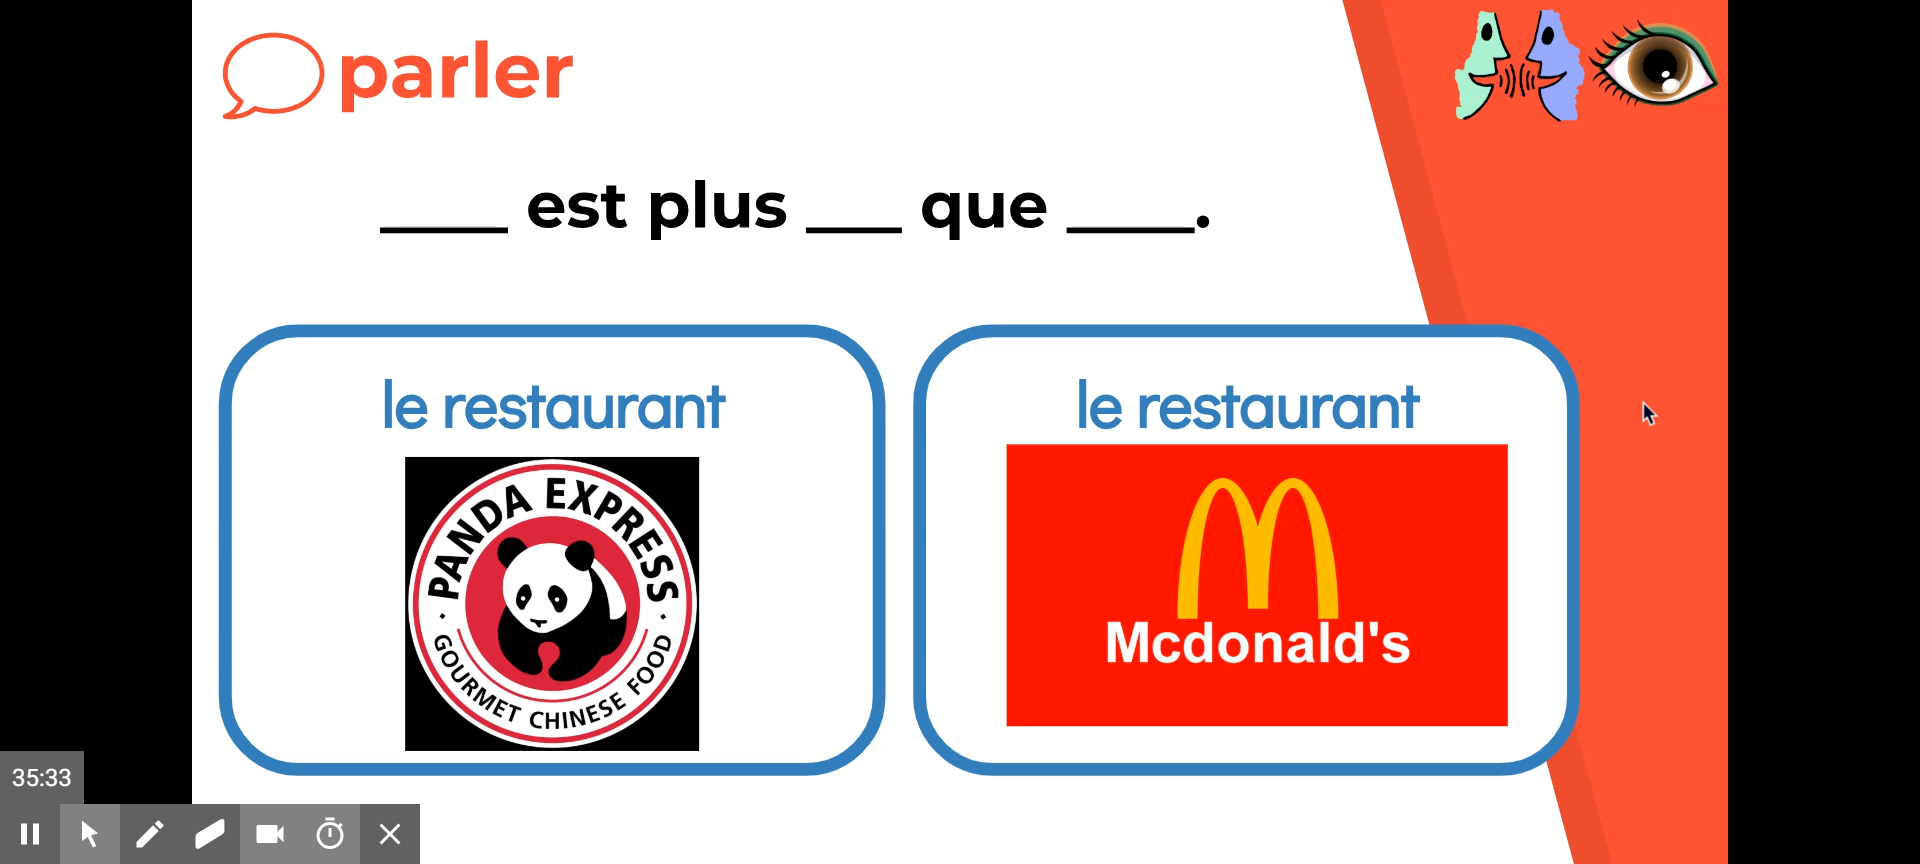 parler
____ est plus ___ que ____.
le restaurant
PANDA EXPRESS
GOURMET CHINESE FOOD
le restaurant
Mcdonald's
35:33